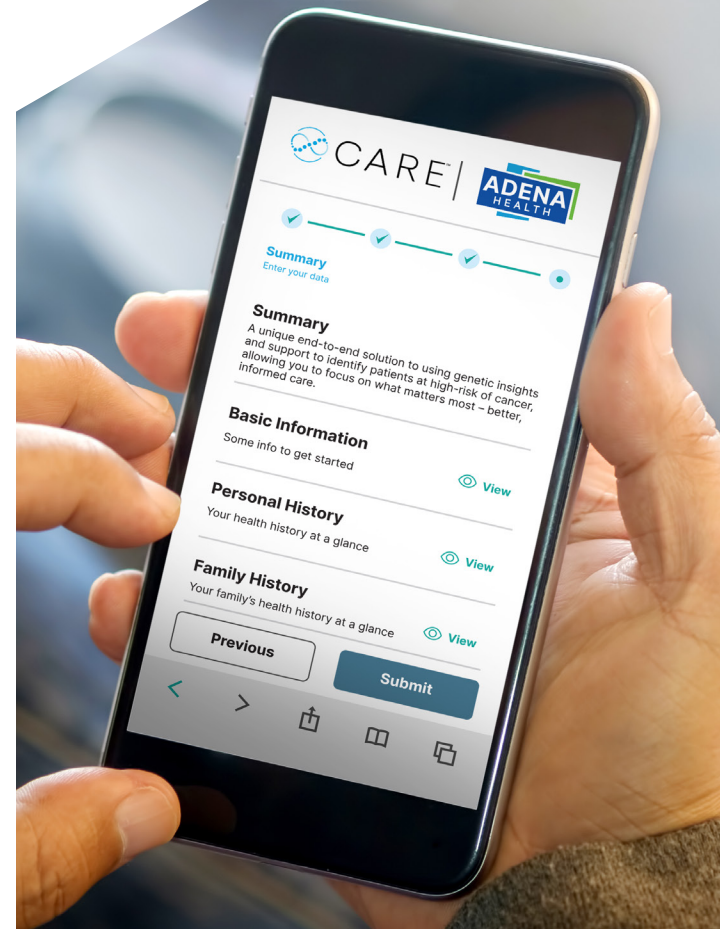 CARE™
ADENA
HEALTH
Summary
Enter your data
Summary
A unique end-to-end solution to using genetic insights
and support to identify patients at high-risk of cancer,
allowing you to focus on what matters most – better,
informed care.
Basic Information
Some info to get started
View
Personal History
Your health history at a glance
View
Family History
Your family’s health history at a glance
View
Previous
Submit